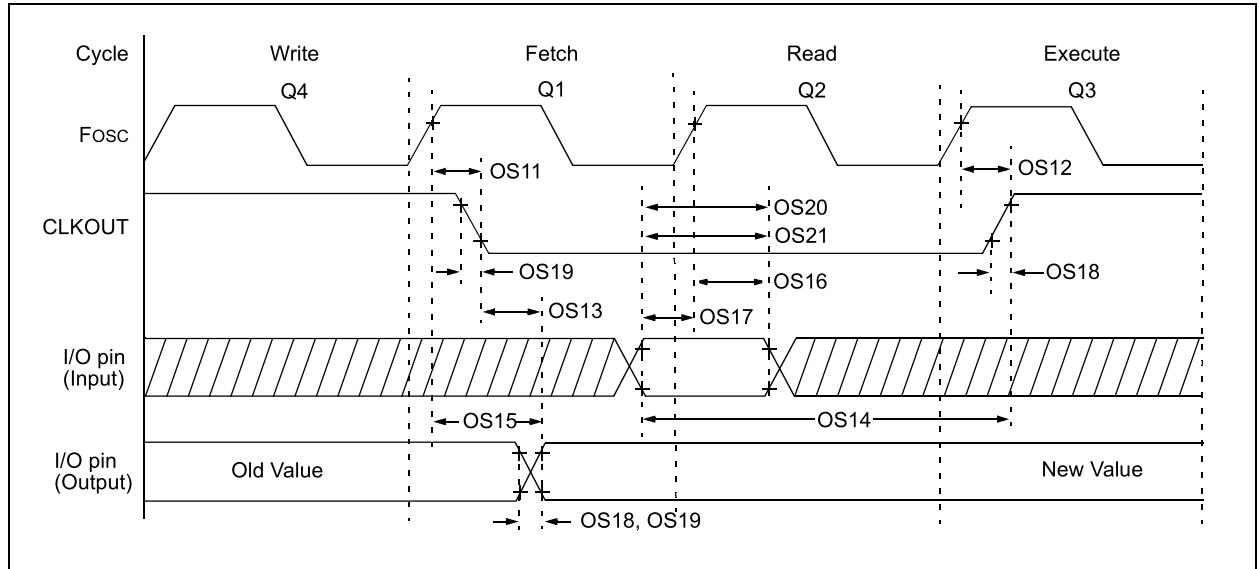 Cycle Write Fetch Read Execute
Q4 Q1 Q2 Q3
Fosc
OS11 OS12
CLKOUT
OS20
OS21
OS19 OS16 OS18
OS13 OS17
I/O pin
(Input)
OS15 OS14
I/O pin
(Output)
Old Value New Value
OS18, OS19